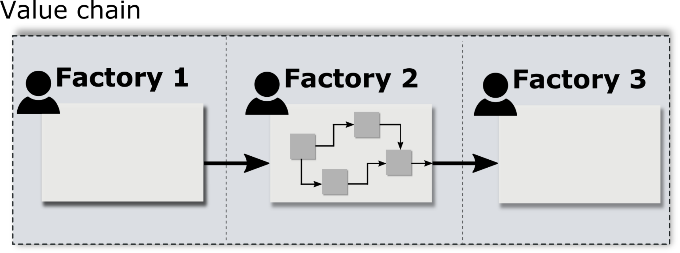 Value chain
Factory 1
Factory 2
Factory 3